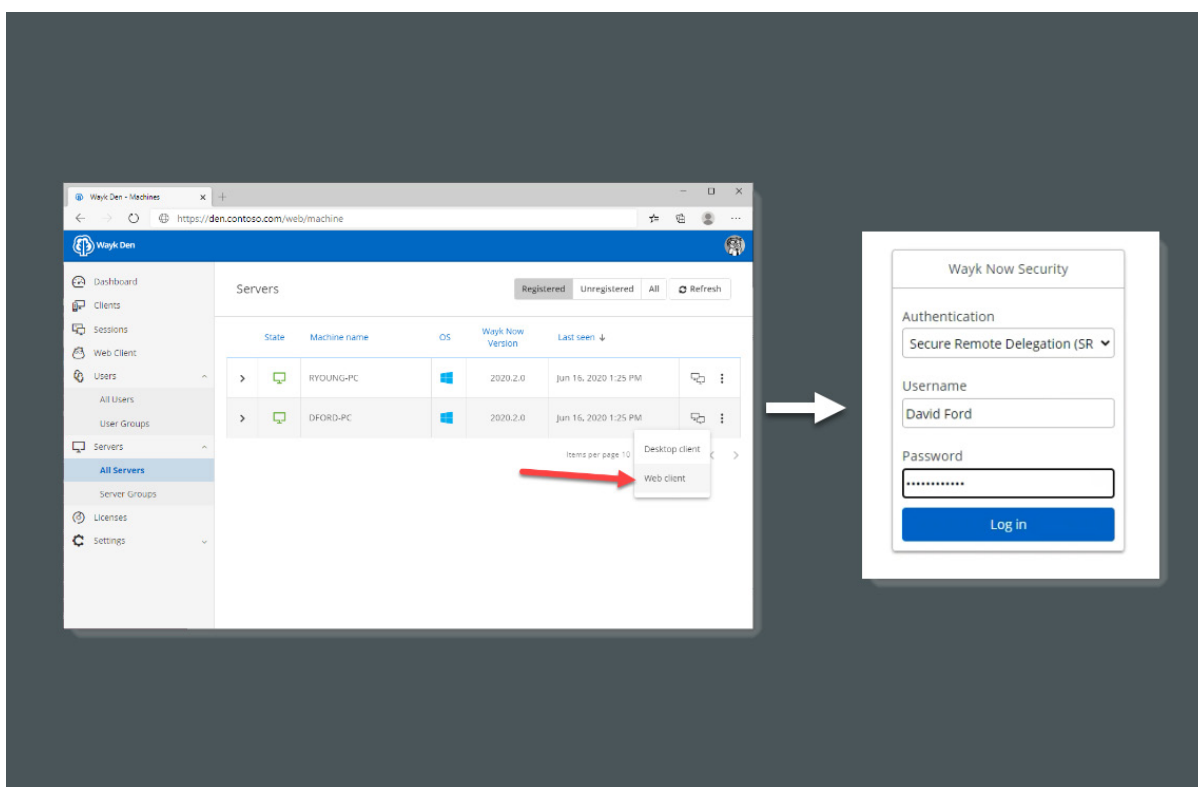 Wayk Den - Machines
https://den.contoso.com/web/machine
Wayk Den
Dashboard
Clients
Sessions
Web Client
Users
All Users
User Groups
Servers
All Servers
Server Groups
Licenses
Settings
Servers
Registered Unregistered All Refresh
State Machine name OS Wayk Now Version Last seen
RYOUNG-PC 2020.2.0 Jun 16, 2020 1:25 PM
DFORD-PC 2020.2.0 Jun 16, 2020 1:25 PM
Items per page 10
Desktop client
Web client
Wayk Now Security
Authentication
Secure Remote Delegation (SR
Username
David Ford
Password
Log in